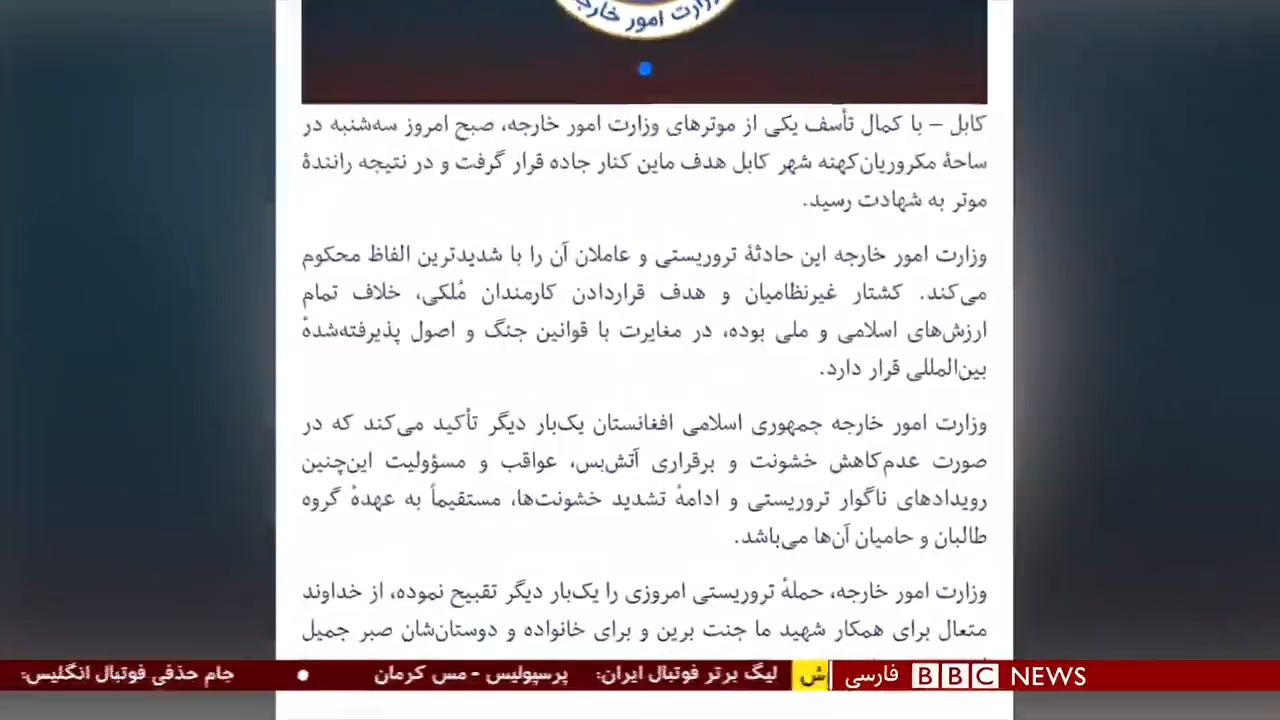 وزارت امور خارجه
کابل – با کمال تأسف یکی از موترهای وزارت امور خارجه، صبح امروز سه‌شنبه در
ساحهٔ مکروریان‌کهنه شهر کابل هدف ماین کنار جاده قرار گرفت و در نتیجه رانندهٔ
موتر به شهادت رسید.
وزارت امور خارجه این حادثهٔ تروریستی و عاملان آن را با شدیدترین الفاظ محکوم
می‌کند. کشتار غیرنظامیان و هدف قراردادن کارمندان مُلکی، خلاف تمام
ارزش‌های اسلامی و ملی بوده، در مغایرت با قوانین جنگ و اصول پذیرفته‌شدهٔ
بین‌المللی قرار دارد.
وزارت امور خارجه جمهوری اسلامی افغانستان یک‌بار دیگر تأکید می‌کند که در
صورت عدم‌کاهش خشونت و برقراری آتش‌بس، عواقب و مسؤولیت این‌چنین
رویدادهای ناگوار تروریستی و ادامهٔ تشدید خشونت‌ها، مستقیماً به عهدهٔ گروه
طالبان و حامیان آن‌ها می‌باشد.
وزارت امور خارجه، حملهٔ تروریستی امروزی را یک‌بار دیگر تقبیح نموده، از خداوند
متعال برای همکار شهید ما جنت برین و برای خانواده و دوستان‌شان صبر جمیل
BBC NEWS فارسی
ش لیگ برتر فوتبال ایران: پرسپولیس - مس کرمان • جام حذفی فوتبال انگلیس: